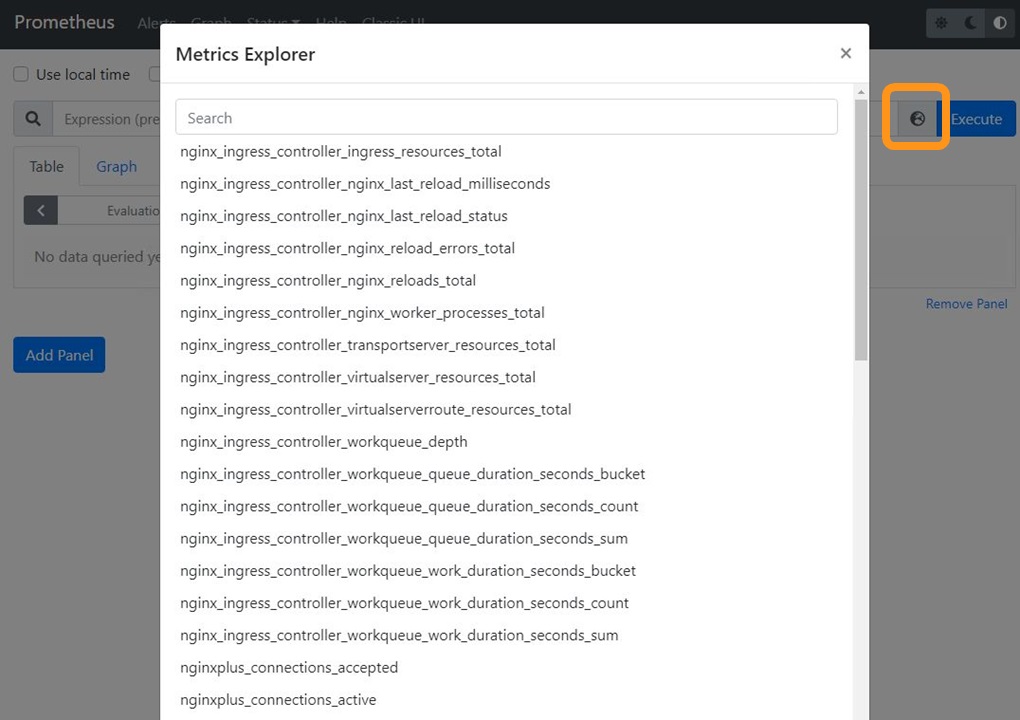 Prometheus Alerts Graph Status Help Classic UI
Metrics Explorer ×
Use local time
Search
Expression (pre
Execute
Table Graph
Evaluatio
No data queried ye
Remove Panel
Add Panel
nginx_ingress_controller_ingress_resources_total
nginx_ingress_controller_nginx_last_reload_milliseconds
nginx_ingress_controller_nginx_last_reload_status
nginx_ingress_controller_nginx_reload_errors_total
nginx_ingress_controller_nginx_reloads_total
nginx_ingress_controller_nginx_worker_processes_total
nginx_ingress_controller_transportserver_resources_total
nginx_ingress_controller_virtualserver_resources_total
nginx_ingress_controller_virtualserverroute_resources_total
nginx_ingress_controller_workqueue_depth
nginx_ingress_controller_workqueue_queue_duration_seconds_bucket
nginx_ingress_controller_workqueue_queue_duration_seconds_count
nginx_ingress_controller_workqueue_queue_duration_seconds_sum
nginx_ingress_controller_workqueue_work_duration_seconds_bucket
nginx_ingress_controller_workqueue_work_duration_seconds_count
nginx_ingress_controller_workqueue_work_duration_seconds_sum
nginxplus_connections_accepted
nginxplus_connections_active